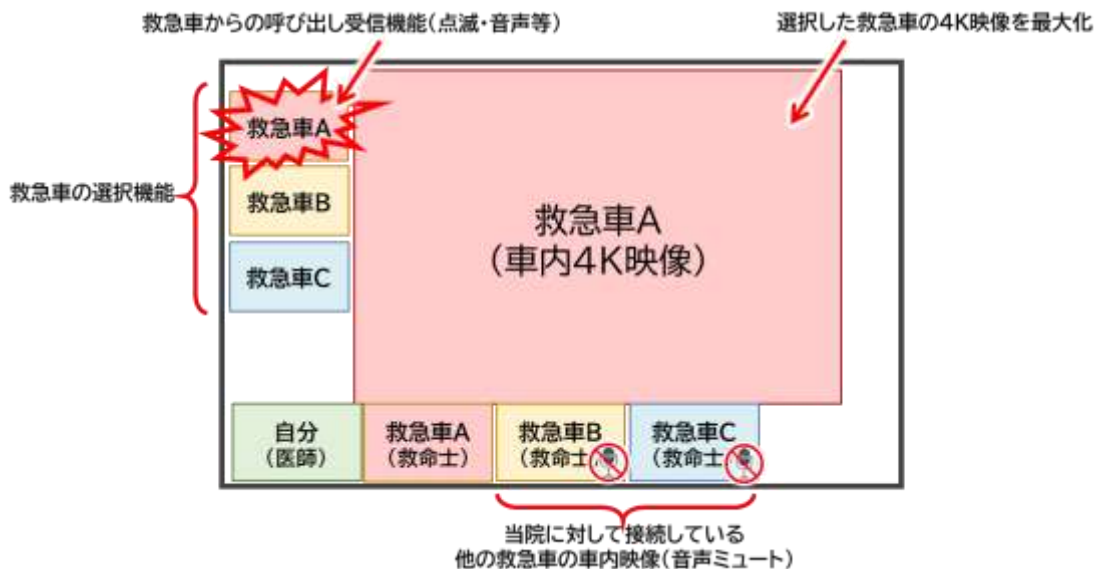 救急車からの呼び出し受信機能(点滅・音声等)
選択した救急車の4K映像を最大化
救急車の選択機能
救急車A
救急車B
救急車C
救急車A
(車内4K映像)
自分
(医師)
救急車A
(救命士)
救急車B
(救命士
救急車C
(救命士
当院に対して接続している
他の救急車の車内映像(音声ミュート)